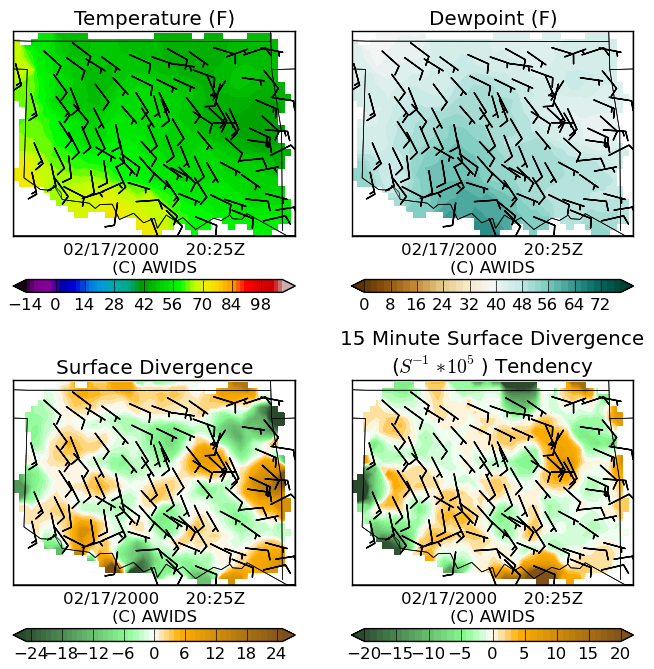 Temperature (F)
Dewpoint (F)
02/17/2000 20:25Z
(C) AWIDS
02/17/2000 20:25Z
(C) AWIDS
−14 0 14 28 42 56 70 84 98
0 8 16 24 32 40 48 56 64 72
Surface Divergence
15 Minute Surface Divergence
(S⁻¹ *10⁵ ) Tendency
02/17/2000 20:25Z
(C) AWIDS
02/17/2000 20:25Z
(C) AWIDS
−24 −18 −12 −6 0 6 12 18 24
−20 −15 −10 −5 0 5 10 15 20